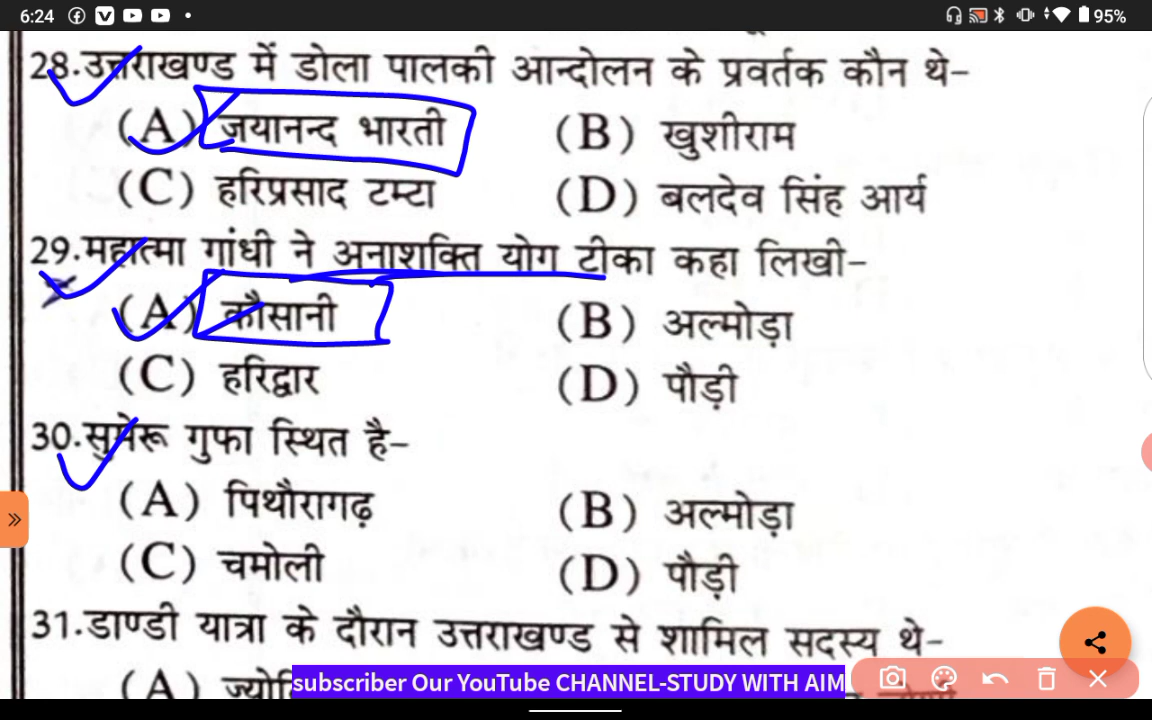 6:24
95%
28.उत्तराखण्ड में डोला पालकी आन्दोलन के प्रवर्तक कौन थे–
(A) जयानन्द भारती (B) खुशीराम
(C) हरिप्रसाद टम्टा (D) बलदेव सिंह आर्य
29.महात्मा गांधी ने अनाशक्ति योग टीका कहा लिखी–
(A) कौसानी (B) अल्मोड़ा
(C) हरिद्वार (D) पौड़ी
30.सुमेरू गुफा स्थित है–
(A) पिथौरागढ़ (B) अल्मोड़ा
(C) चमोली (D) पौड़ी
31.डाण्डी यात्रा के दौरान उत्तराखण्ड से शामिल सदस्य थे–
(A)
subscriber Our YouTube CHANNEL-STUDY WITH AIM